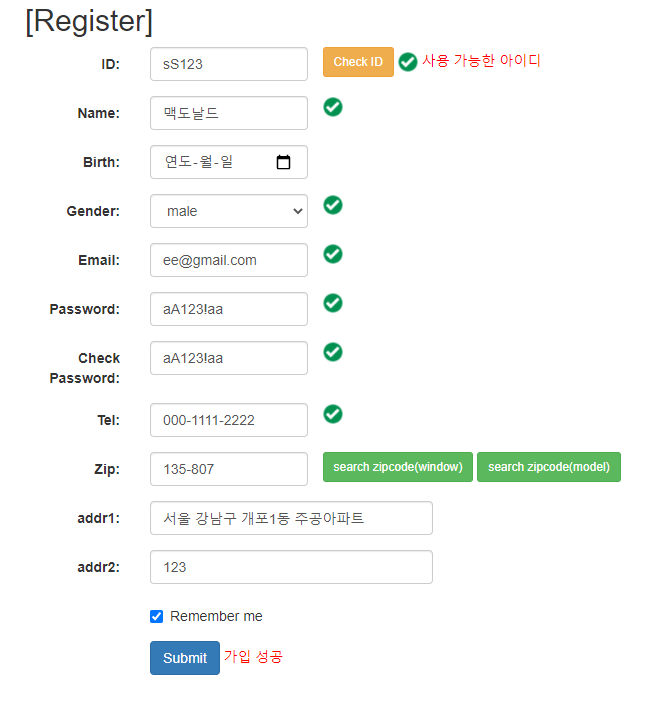 [Register]
ID: sS123 Check ID 사용 가능한 아이디
Name: 맥도날드
Birth: 연도-월-일
Gender: male
Email: ee@gmail.com
Password: aA123!aa
Check
Password: aA123!aa
Tel: 000-1111-2222
Zip: 135-807 search zipcode(window) search zipcode(model)
addr1: 서울 강남구 개포1동 주공아파트
addr2: 123
Remember me
Submit 가입 성공